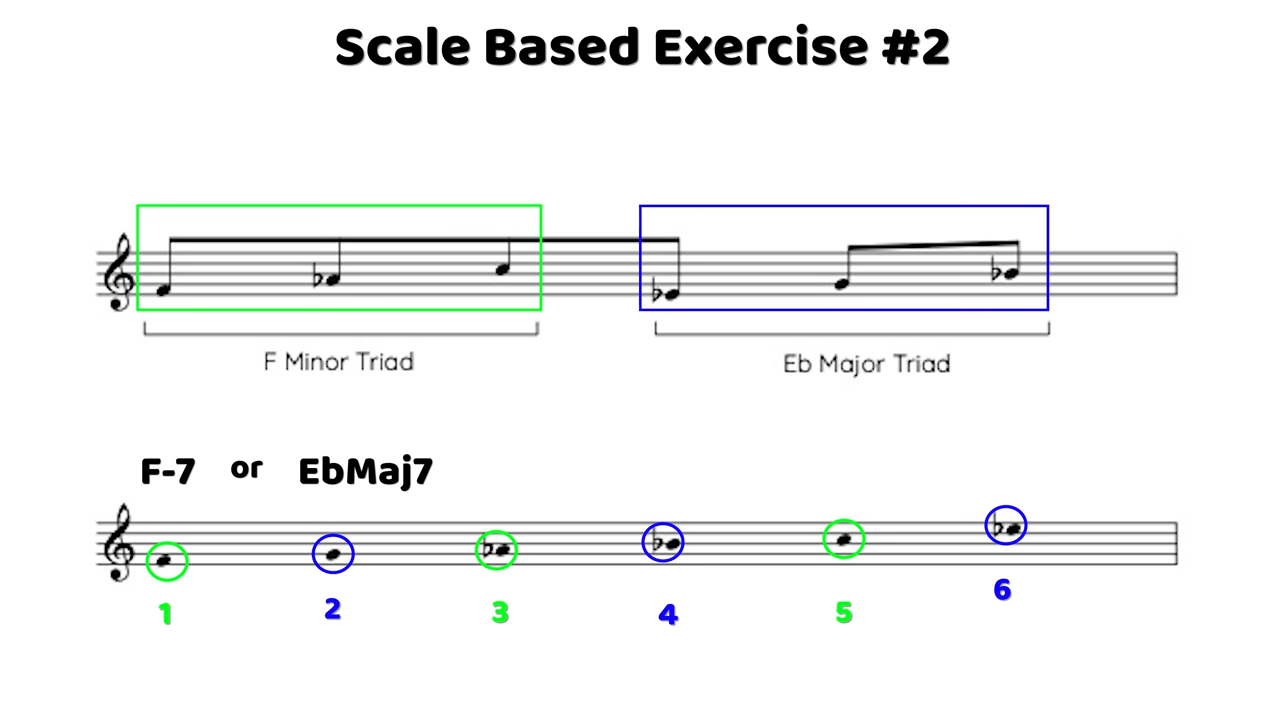 Scale Based Exercise #2
F Minor Triad
Eb Major Triad
F-7 or EbMaj7
1 2 3 4 5 6